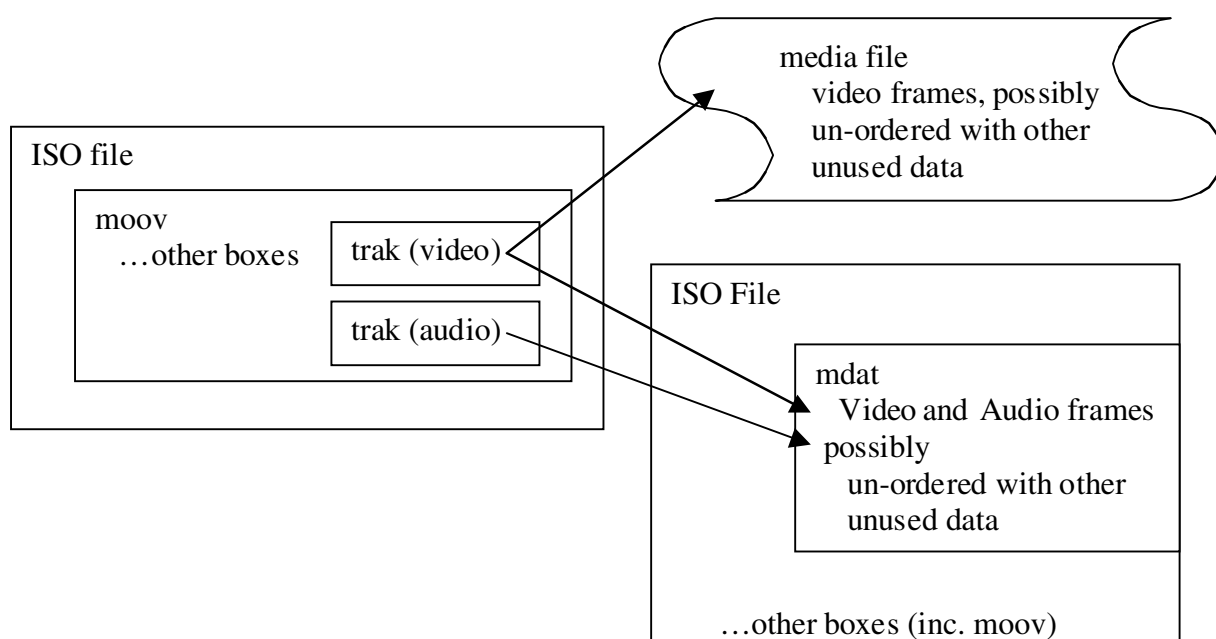 ISO file
moov
…other boxes
trak (video)
trak (audio)
media file
video frames, possibly
un-ordered with other
unused data
ISO File
mdat
Video and Audio frames
possibly
un-ordered with other
unused data
…other boxes (inc. moov)